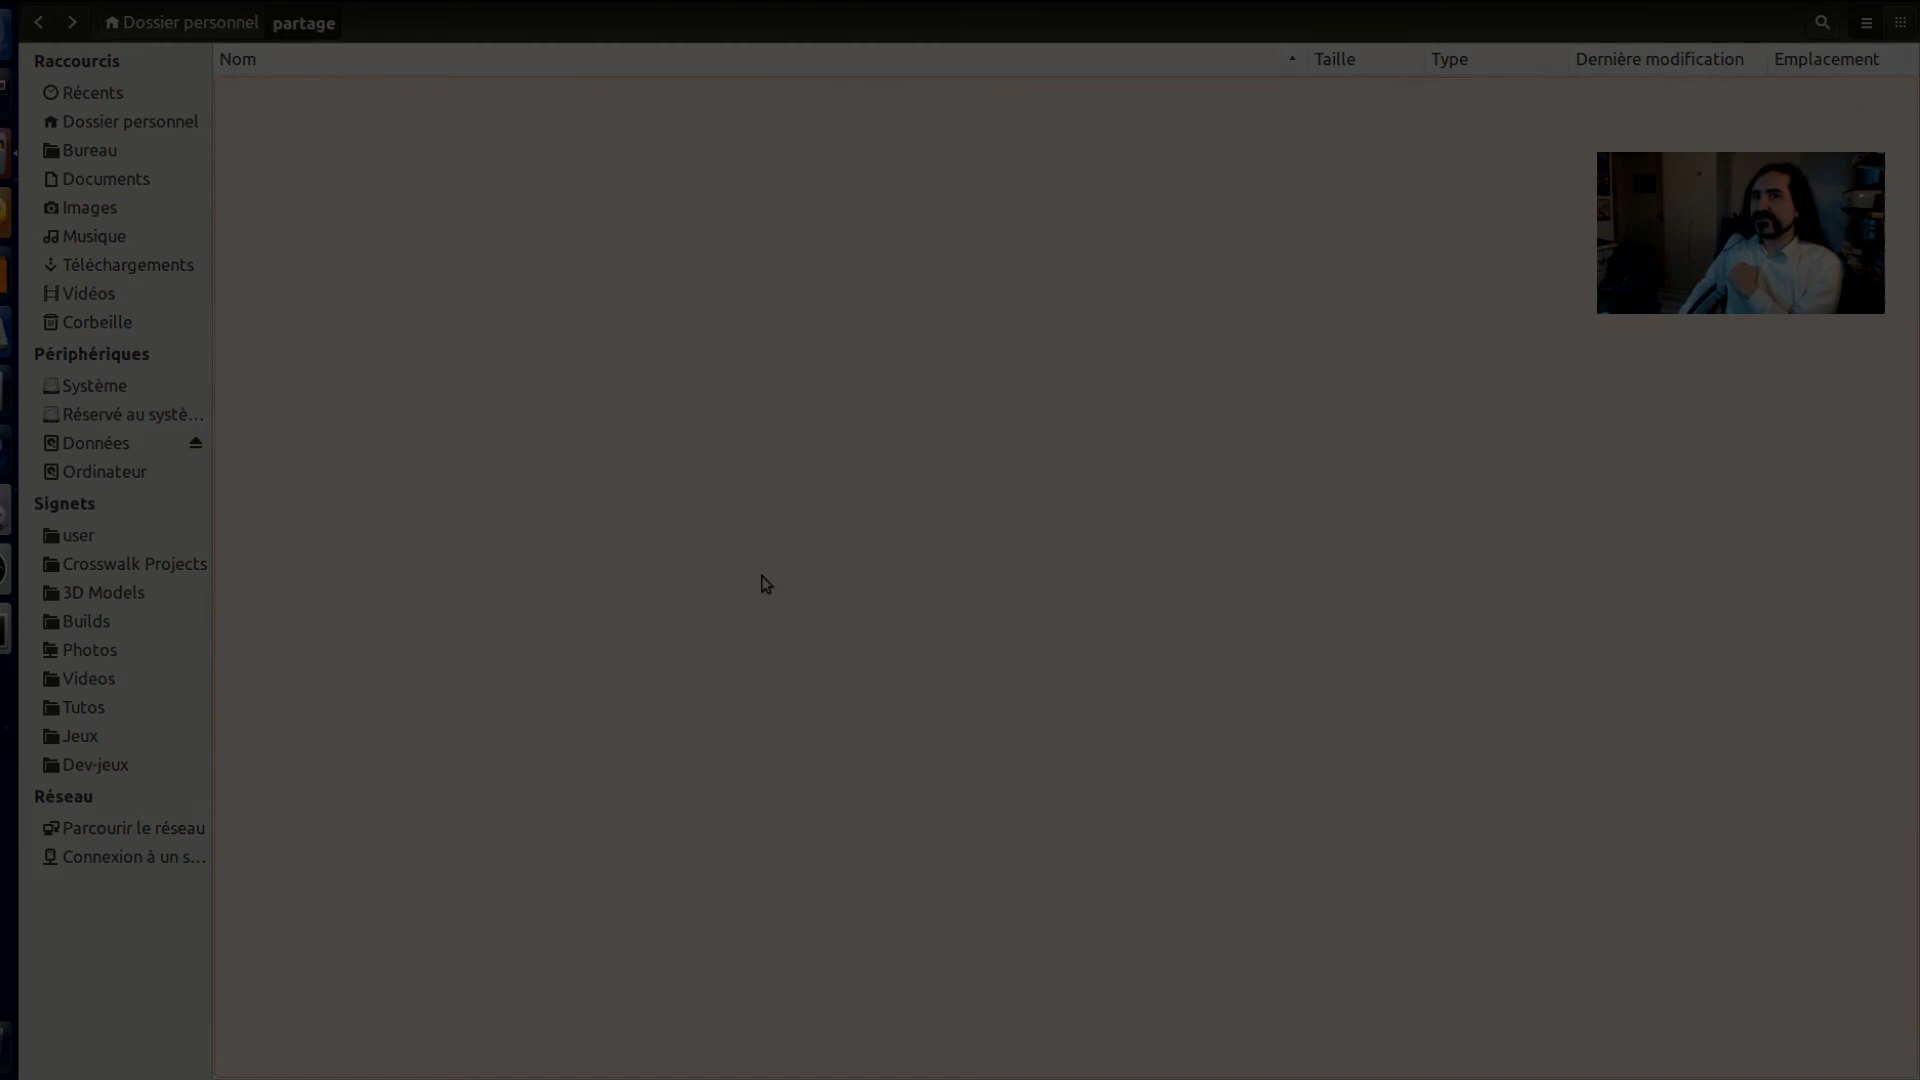 Dossier personnel partage
Raccourcis
Récents
Dossier personnel
Bureau
Documents
Images
Musique
Téléchargements
Vidéos
Corbeille
Périphériques
Système
Réservé au systè...
Données
Ordinateur
Signets
user
Crosswalk Projects
3D Models
Builds
Photos
Videos
Tutos
Jeux
Dev-jeux
Réseau
Parcourir le réseau
Connexion à un s...
Nom Taille Type Dernière modification Emplacement